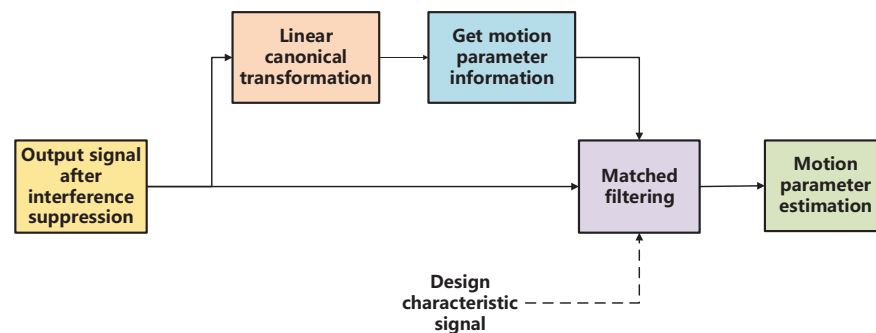 Linear
canonical
transformation
Get motion
parameter
information
Output signal
after
interference
suppression
Matched
filtering
Motion
parameter
estimation
Design
characteristic
signal